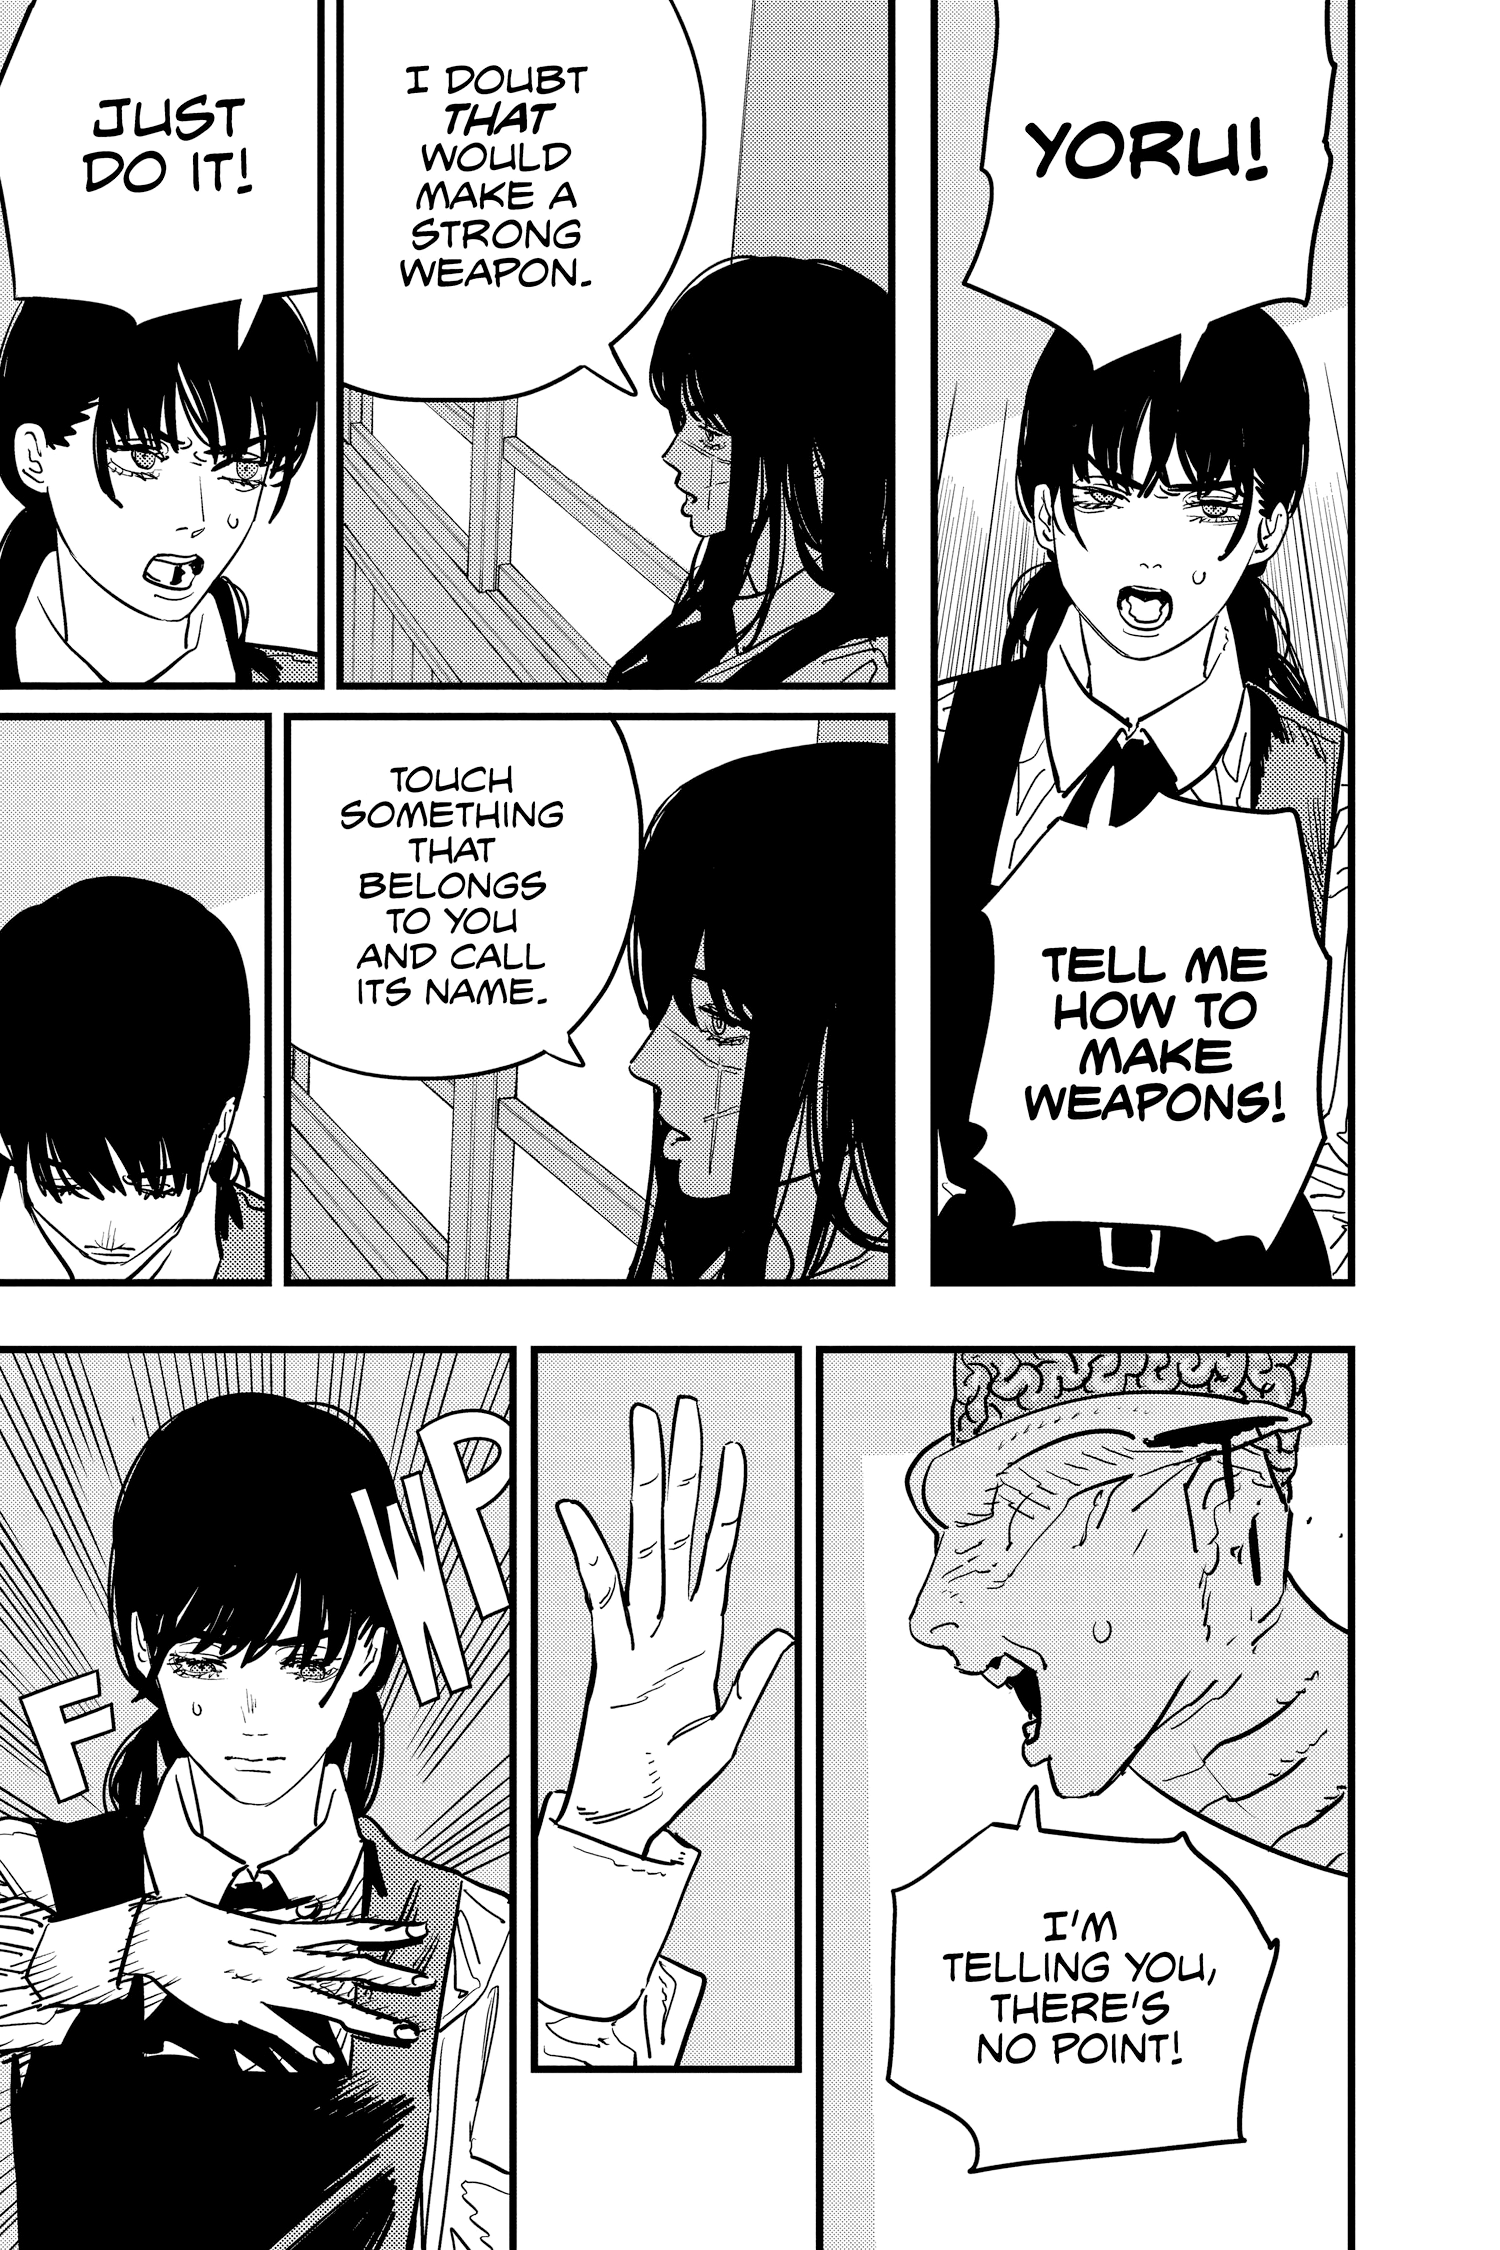 YORU!
TELL ME
HOW TO
MAKE
WEAPONS!
I DOUBT
THAT
WOULD
MAKE A
STRONG
WEAPON.
JUST
DO IT!
TOUCH
SOMETHING
THAT
BELONGS
TO YOU
AND CALL
ITS NAME.
I'M
TELLING YOU,
THERE'S
NO POINT!
FWP